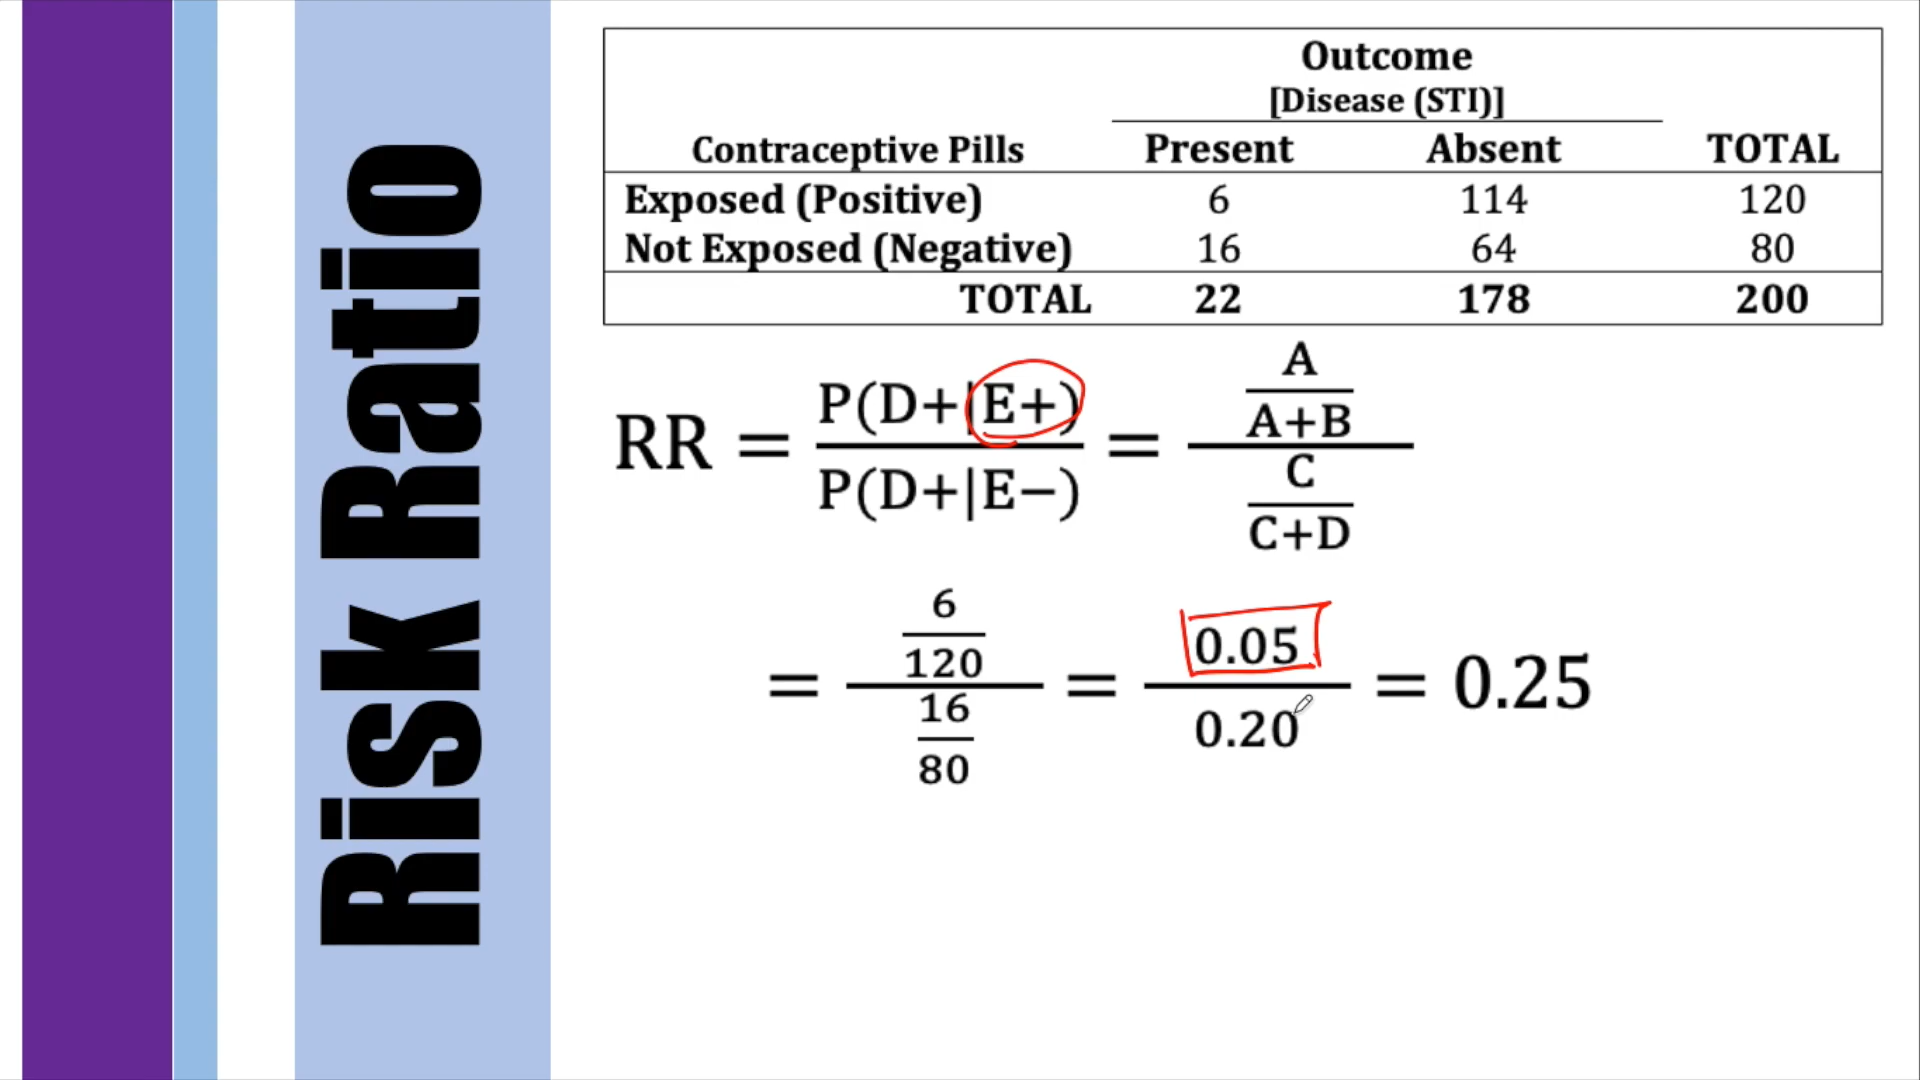 Risk Ratio
Outcome
[Disease (STI)]
Contraceptive Pills Present Absent TOTAL
Exposed (Positive) 6 114 120
Not Exposed (Negative) 16 64 80
TOTAL 22 178 200
RR = P(D+|E+) / P(D+|E−) = A / A+B / C / C+D
= 6 / 120 / 16 / 80 = 0.05 / 0.20 = 0.25